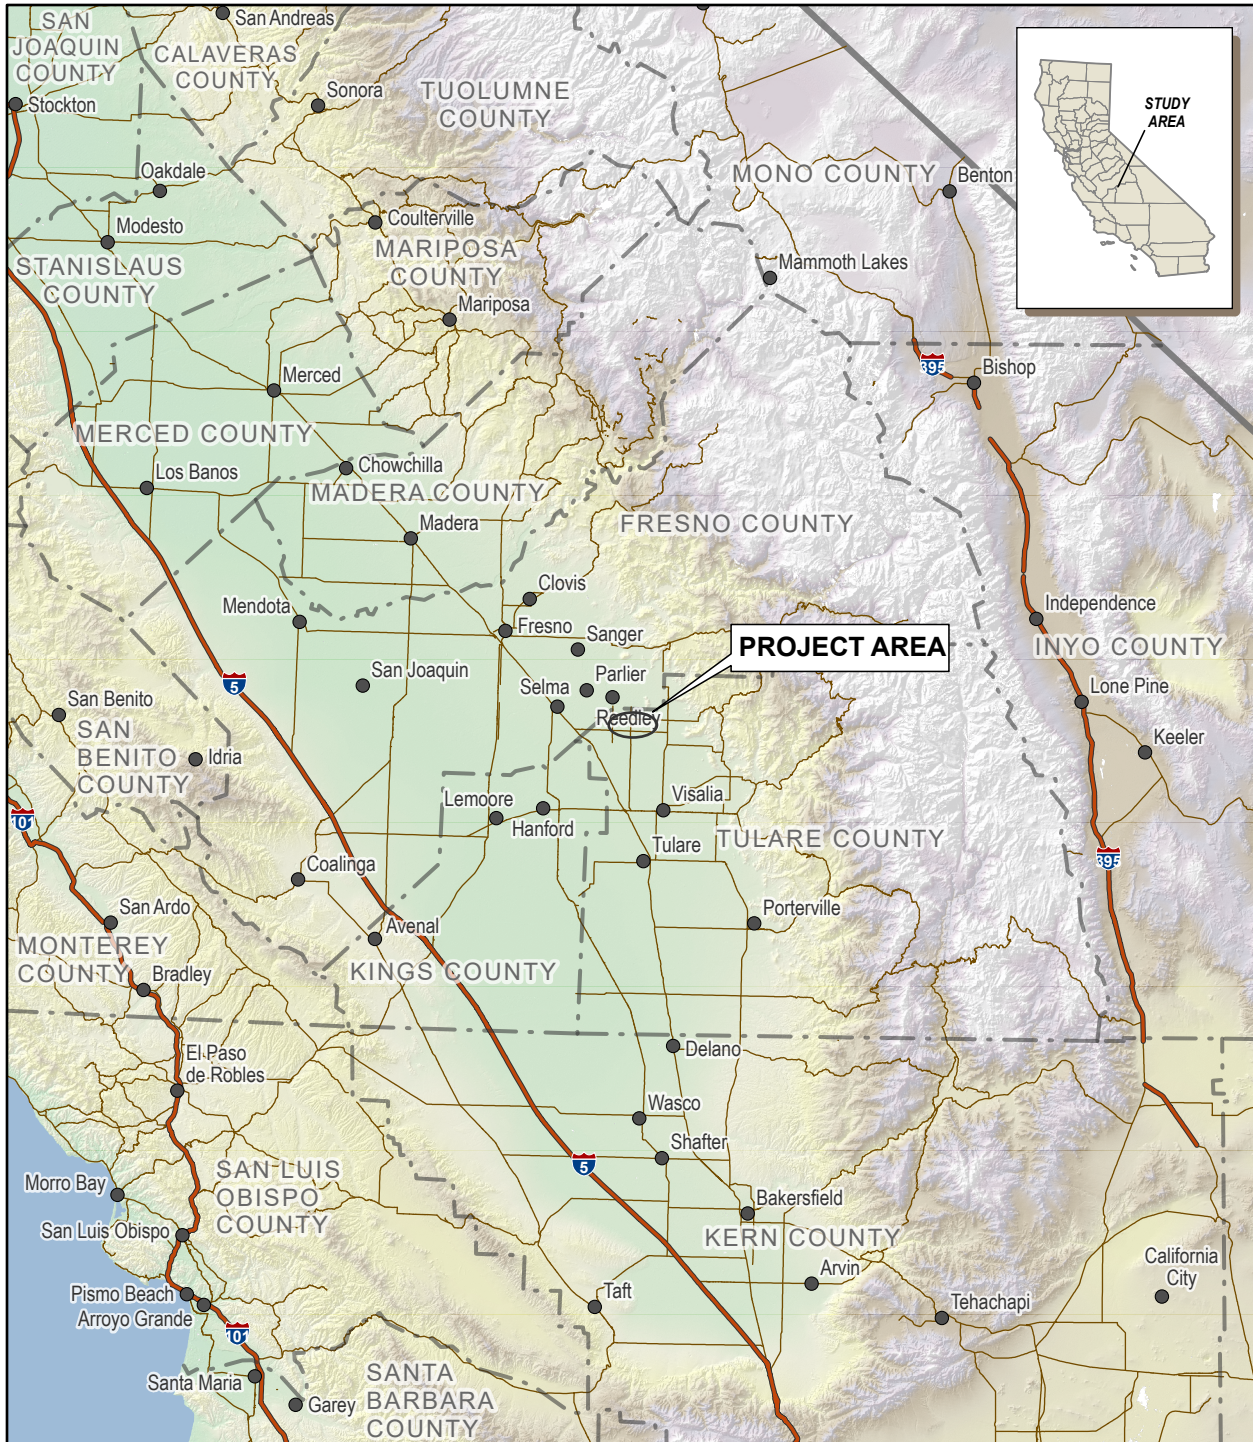 San Andreas
SAN
JOAQUIN
COUNTY
CALAVERAS
COUNTY
Stockton
Sonora
TUOLUMNE
COUNTY
STUDY
AREA
MONO COUNTY
Benton
Oakdale
Coulterville
Modesto
MARIPOSA
COUNTY
STANISLAUS
COUNTY
Mammoth Lakes
Mariposa
395
Bishop
Merced
MERCED COUNTY
Los Banos
Chowchilla
MADERA COUNTY
Madera
FRESNO COUNTY
Clovis
Mendota
Fresno
Sanger
Independence
INYO COUNTY
PROJECT AREA
San Joaquin
5
Parlier
Selma
Reedley
Lone Pine
San Benito
SAN
BENITO
COUNTY
Idria
Keeler
101
Lemoore
Hanford
Visalia
TULARE COUNTY
Tulare
395
Coalinga
San Ardo
Avenal
Porterville
MONTEREY
COUNTY
Bradley
KINGS COUNTY
El Paso
de Robles
Delano
Wasco
Shafter
5
SAN LUIS
OBISPO
COUNTY
Morro Bay
San Luis Obispo
Bakersfield
KERN COUNTY
Arvin
California
City
Pismo Beach
Arroyo Grande
Taft
Tehachapi
101
Santa Maria
Garey
SANTA
BARBARA
COUNTY